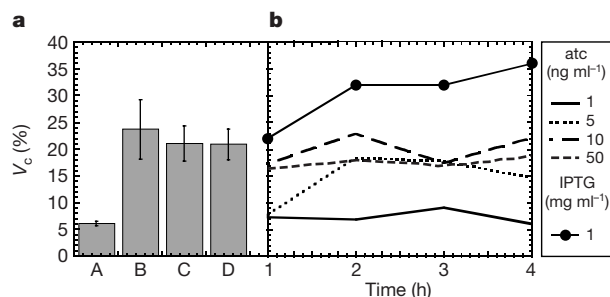 a
b
V_c (%)
40
35
30
25
20
15
10
5
0
A B C D
1 2 3 4
Time (h)
atc
(ng ml⁻¹)
1
5
10
50
IPTG
(mg ml⁻¹)
1